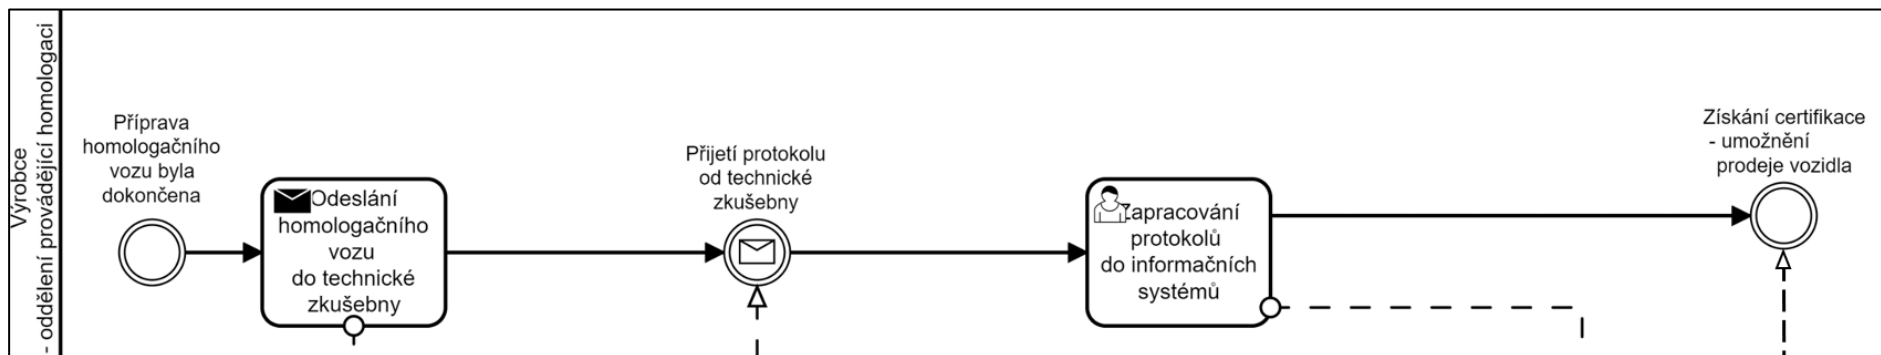 Výrobce
- oddělení provádějící homologaci
Příprava
homologačního
vozu byla
dokončena
Odeslání
homologačního
vozu
do technické
zkušebny
Přijetí protokolu
od technické
zkušebny
Zapracování
protokolů
do informačních
systémů
Získání certifikace
- umožnění
prodeje vozidla